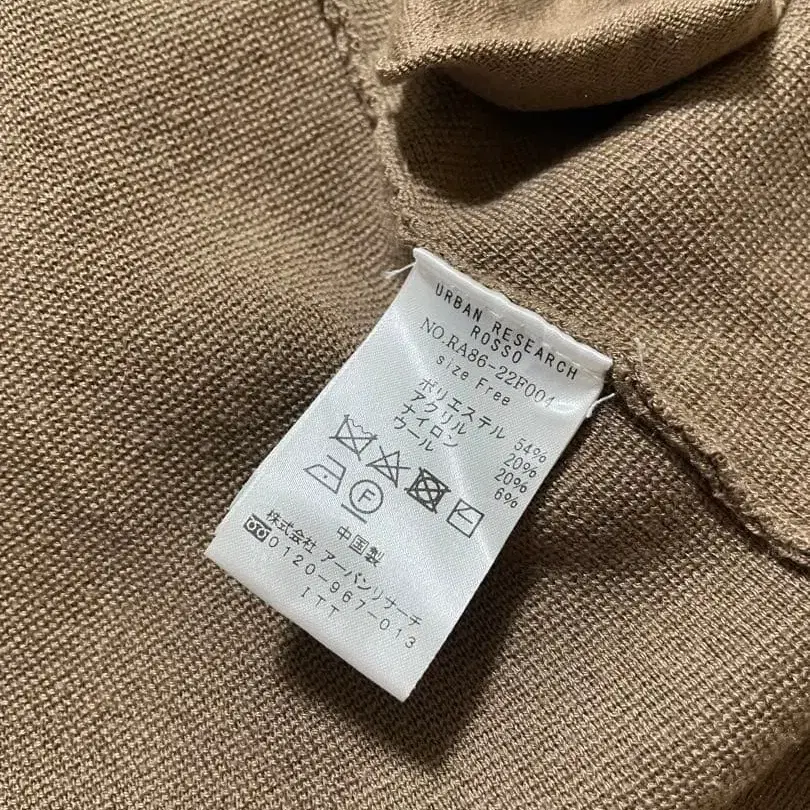 URBAN RESEARCH
ROSSO
NO.RA86-22F001
size Free
ポリエステル 54%
アクリル 20%
ナイロン 20%
ウール 6%
F
中国製
株式会社 アーバンリサーチ
0120-967-013
ITT